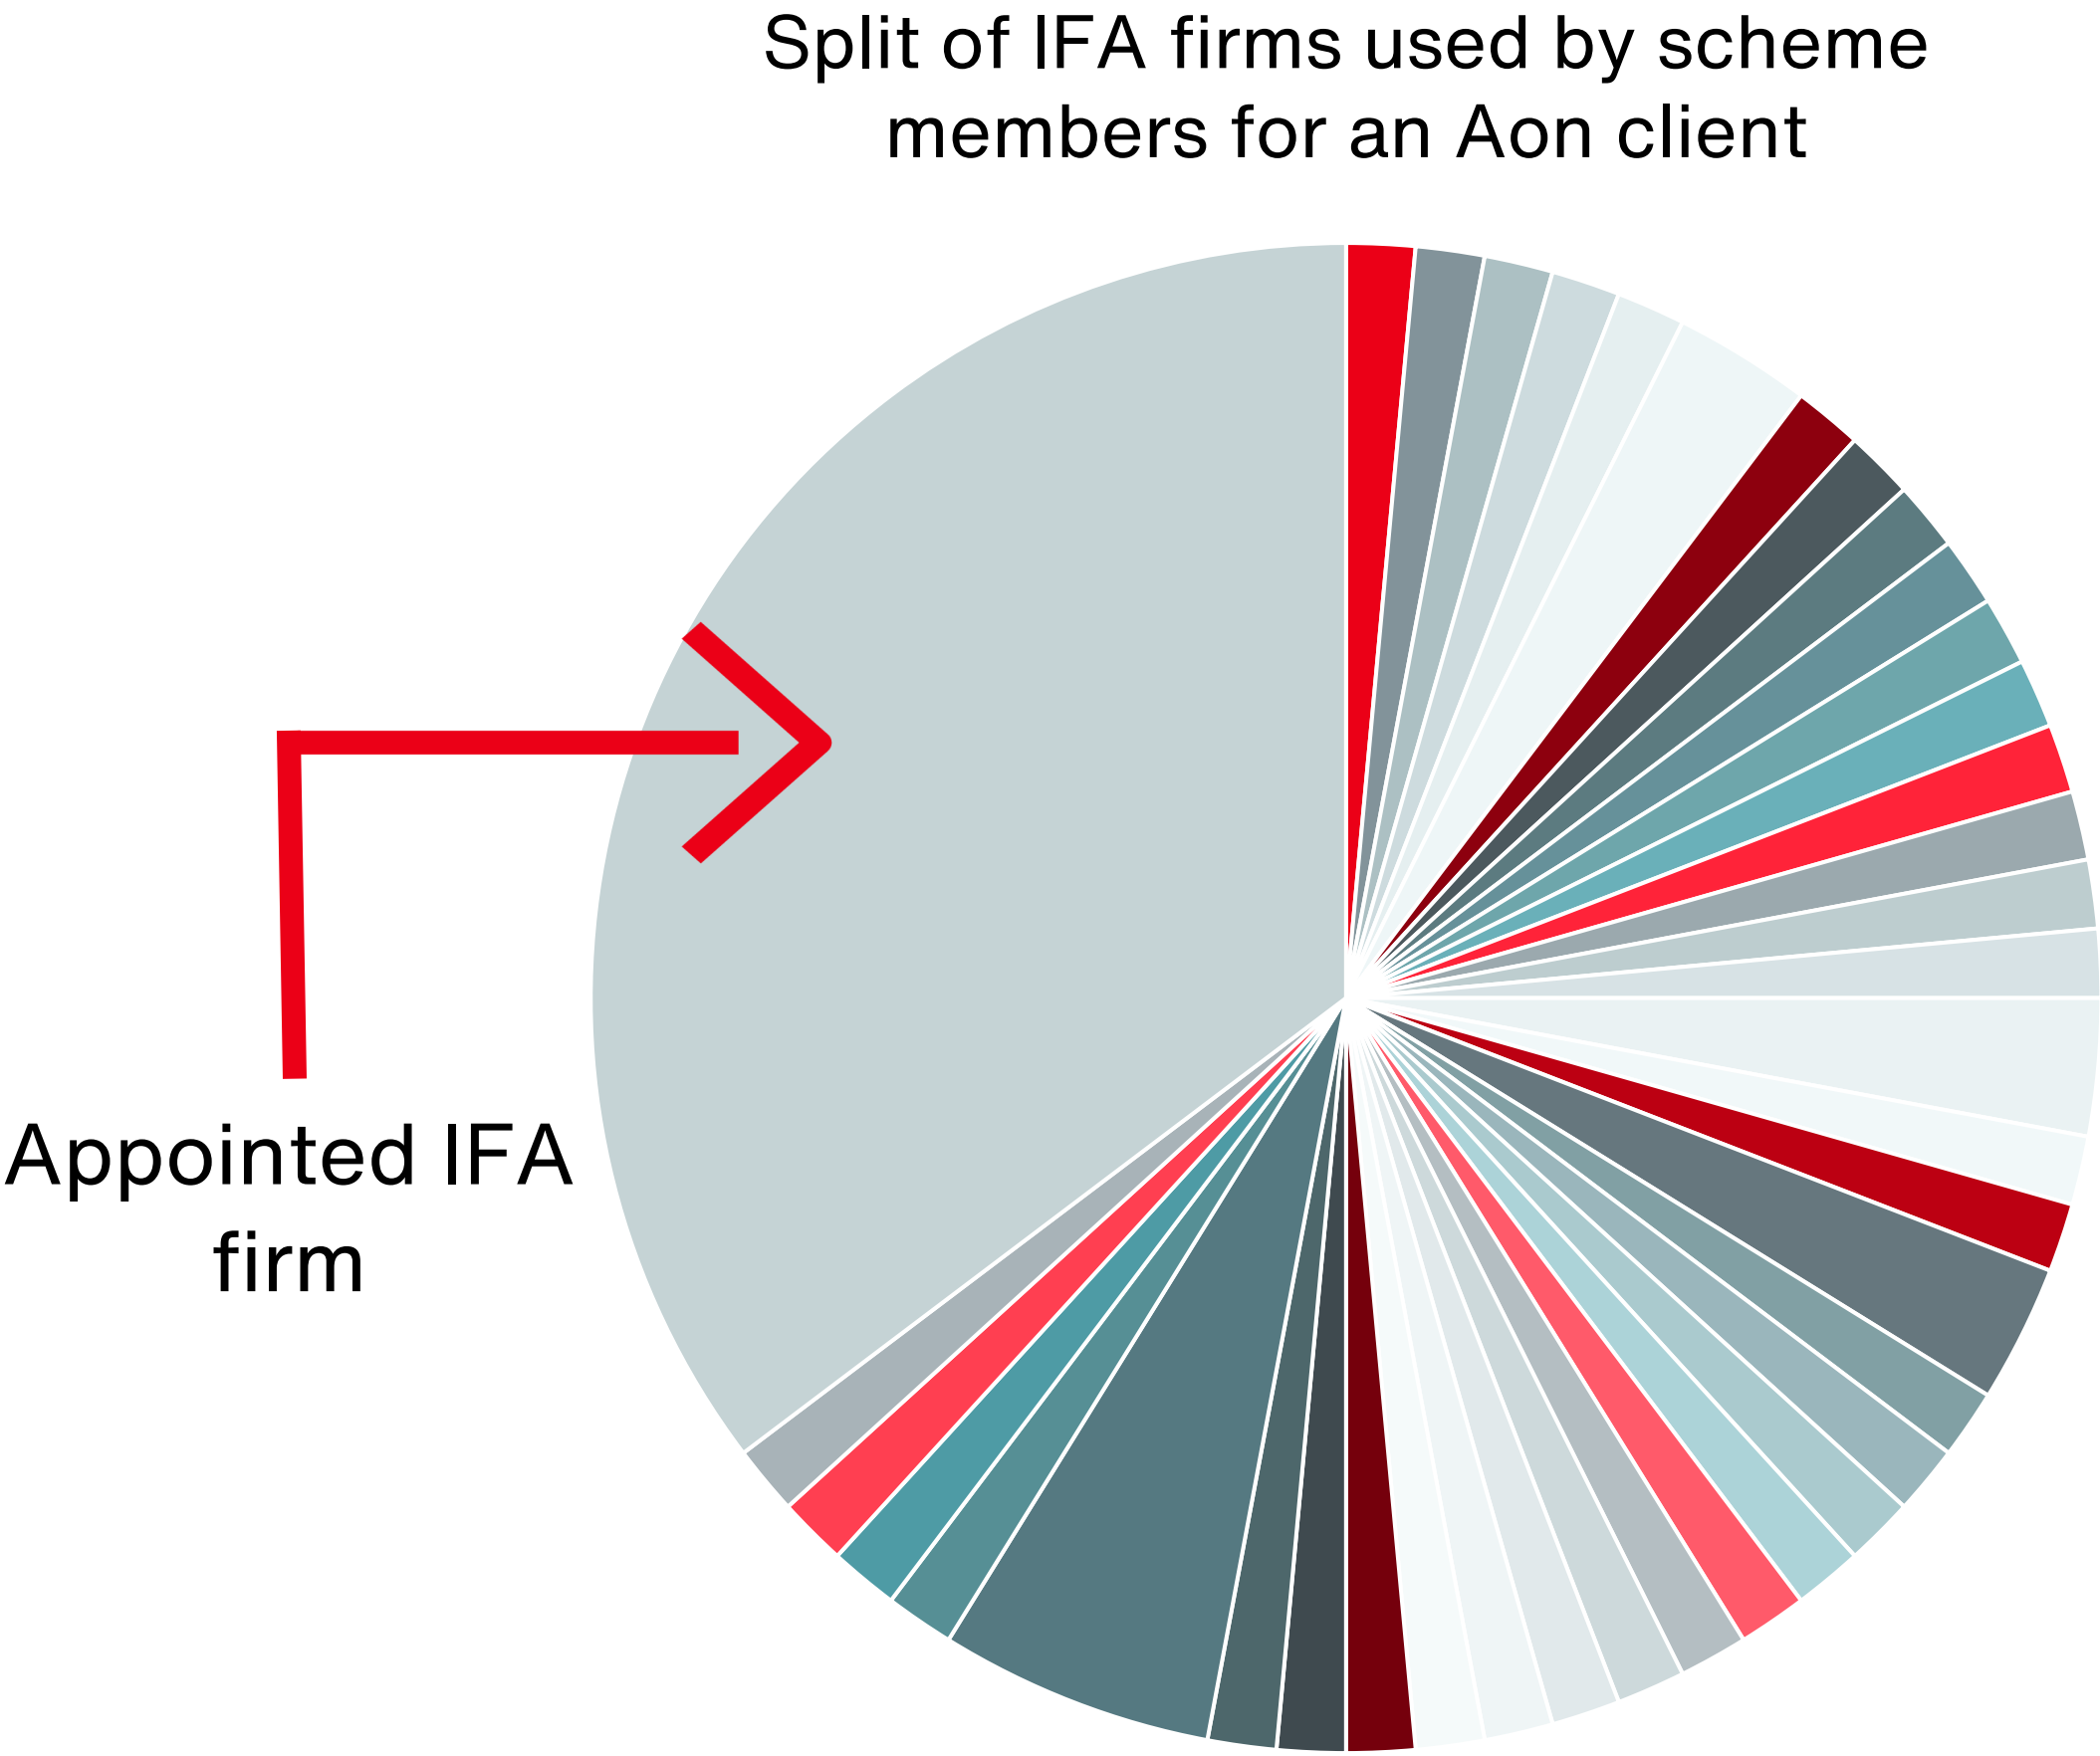 Split of IFA firms used by scheme
members for an Aon client
Appointed IFA
firm